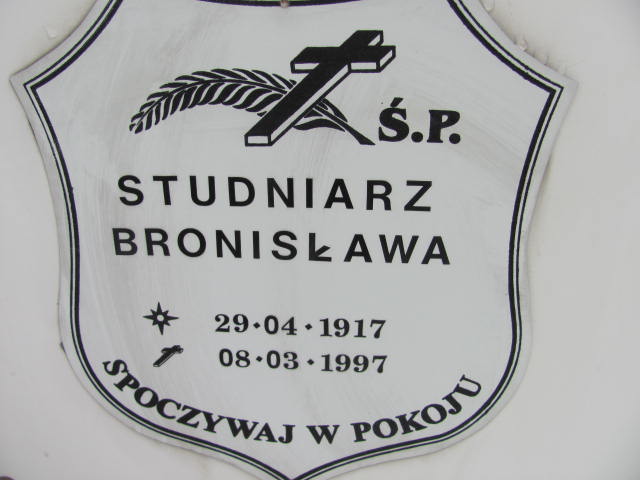 Ś.P.
STUDNIARZ
BRONISŁAWA
29·04·1917
08·03·1997
SPOCZYWAJ W POKOJU